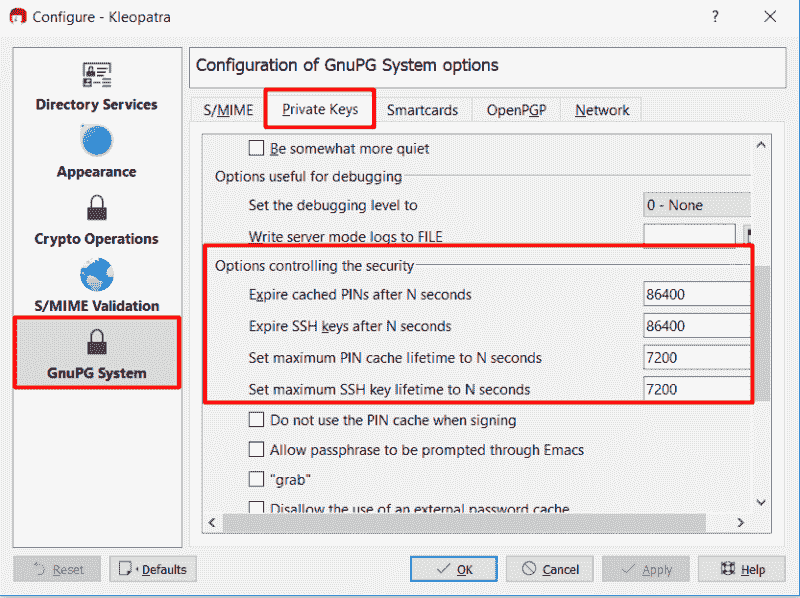 Configure - Kleopatra
?
Directory Services
Appearance
Crypto Operations
S/MIME Validation
GnuPG System
Configuration of GnuPG System options
S/MIME Private Keys Smartcards OpenPGP Network
Be somewhat more quiet
Options useful for debugging
Set the debugging level to 0 - None
Write server mode logs to FILE
Options controlling the security
Expire cached PINs after N seconds 86400
Expire SSH keys after N seconds 86400
Set maximum PIN cache lifetime to N seconds 7200
Set maximum SSH key lifetime to N seconds 7200
Do not use the PIN cache when signing
Allow passphrase to be prompted through Emacs
"grab"
Disallow the use of an external password cache
Reset Defaults OK Cancel Apply Help